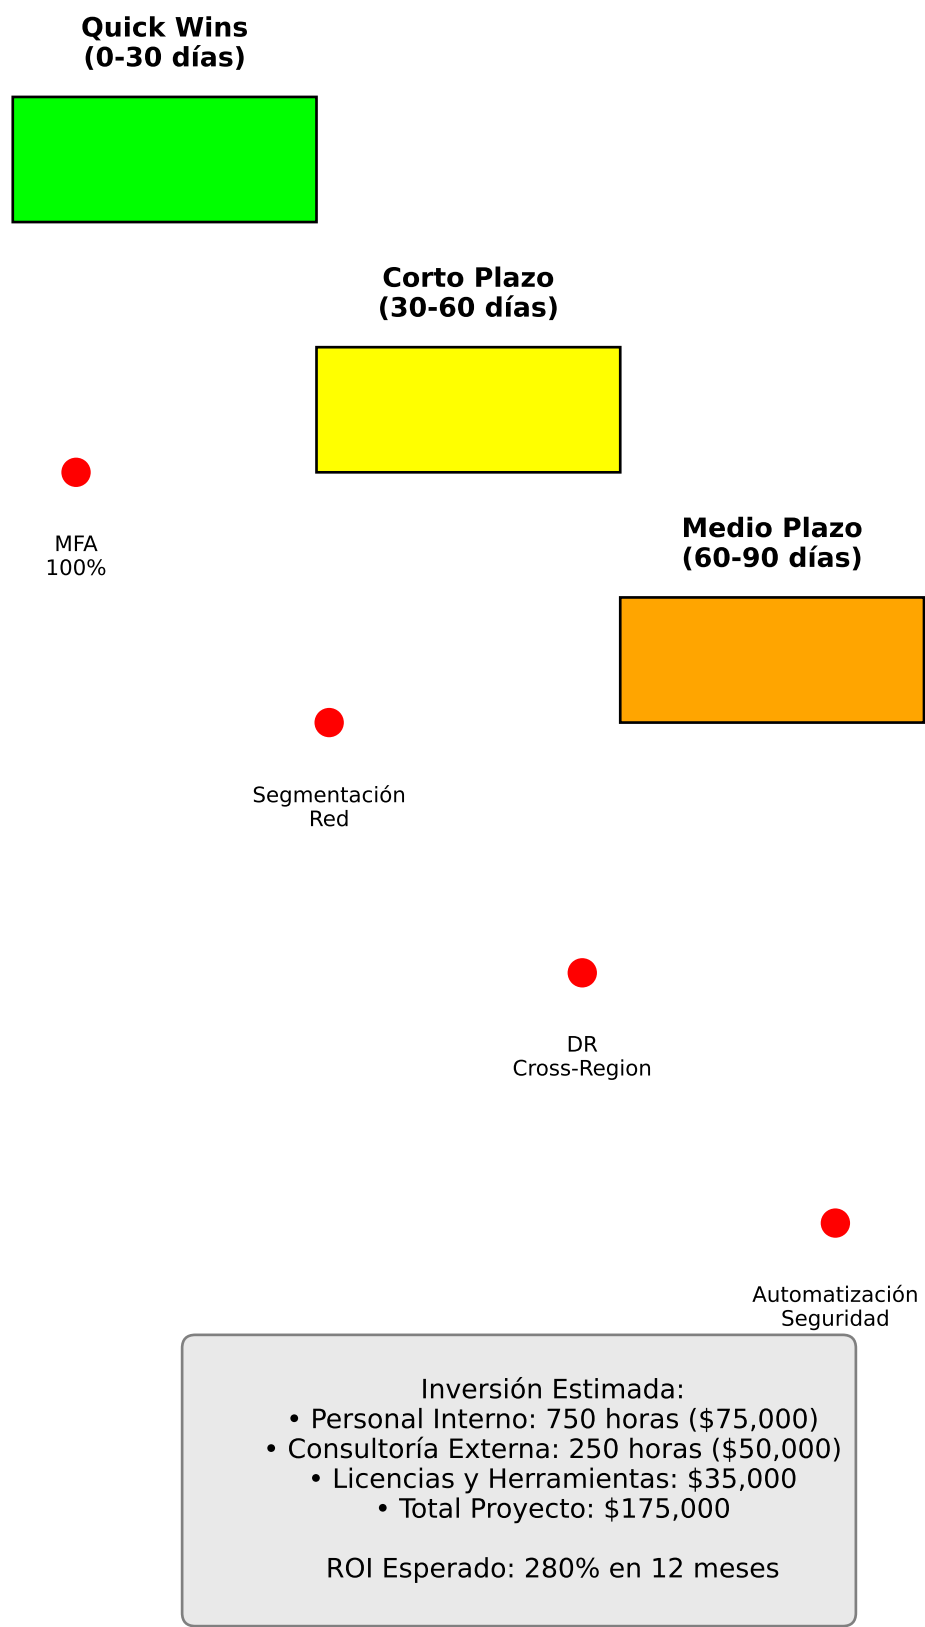 Quick Wins
(0-30 días)
Corto Plazo
(30-60 días)
MFA
100%
Medio Plazo
(60-90 días)
Segmentación
Red
DR
Cross-Region
Automatización
Seguridad
Inversión Estimada:
• Personal Interno: 750 horas ($75,000)
• Consultoría Externa: 250 horas ($50,000)
• Licencias y Herramientas: $35,000
• Total Proyecto: $175,000
ROI Esperado: 280% en 12 meses